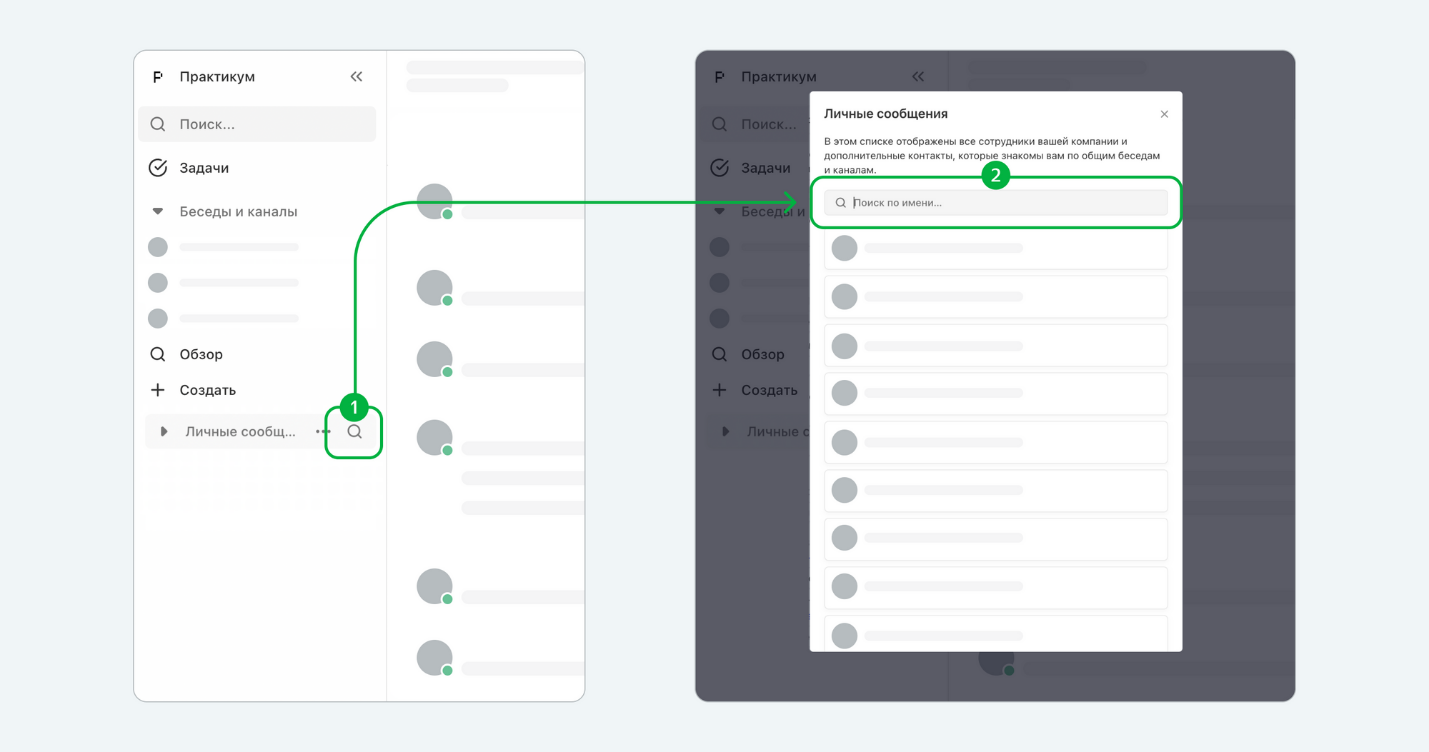 Практикум
Поиск...
Задачи
Беседы и каналы
Обзор
Создать
1
Личные сообщ...
Практикум
Поиск...
Задачи
Беседы и
Обзор
Создать
Личные с
Личные сообщения
В этом списке отображены все сотрудники вашей компании и
дополнительные контакты, которые знакомы вам по общим беседам
и каналам.
2
Поиск по имени...